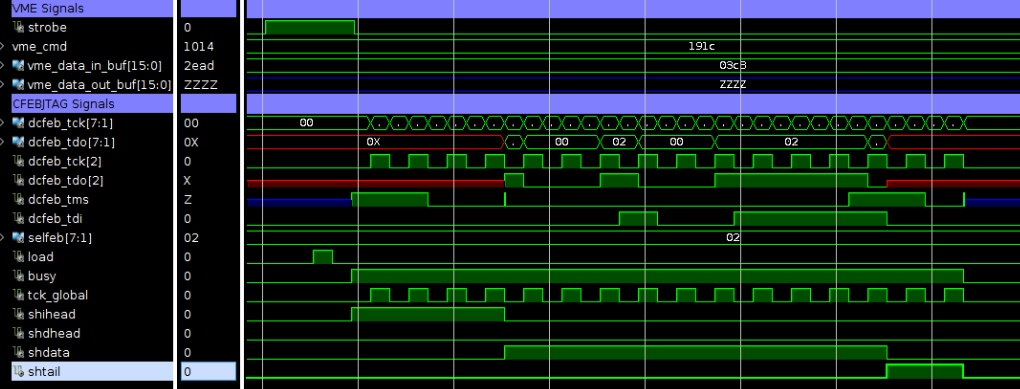 VME Signals
strobe 0
vme_cmd 1014 191c
vme_data_in_buf[15:0] 2ead 03c3
vme_data_out_buf[15:0] ZZZZ ZZZZ
CFEBJTAG Signals
dcfeb_tck[7:1] 00 00
dcfeb_tdo[7:1] 0X 0X 00 02 00 02
dcfeb_tck[2] 0
dcfeb_tdo[2] X
dcfeb_tms Z
dcfeb_tdi 0
selfeb[7:1] 02 02
load 0
busy 0
tck_global 0
shihead 0
shdhead 0
shdata 0
shtail 0